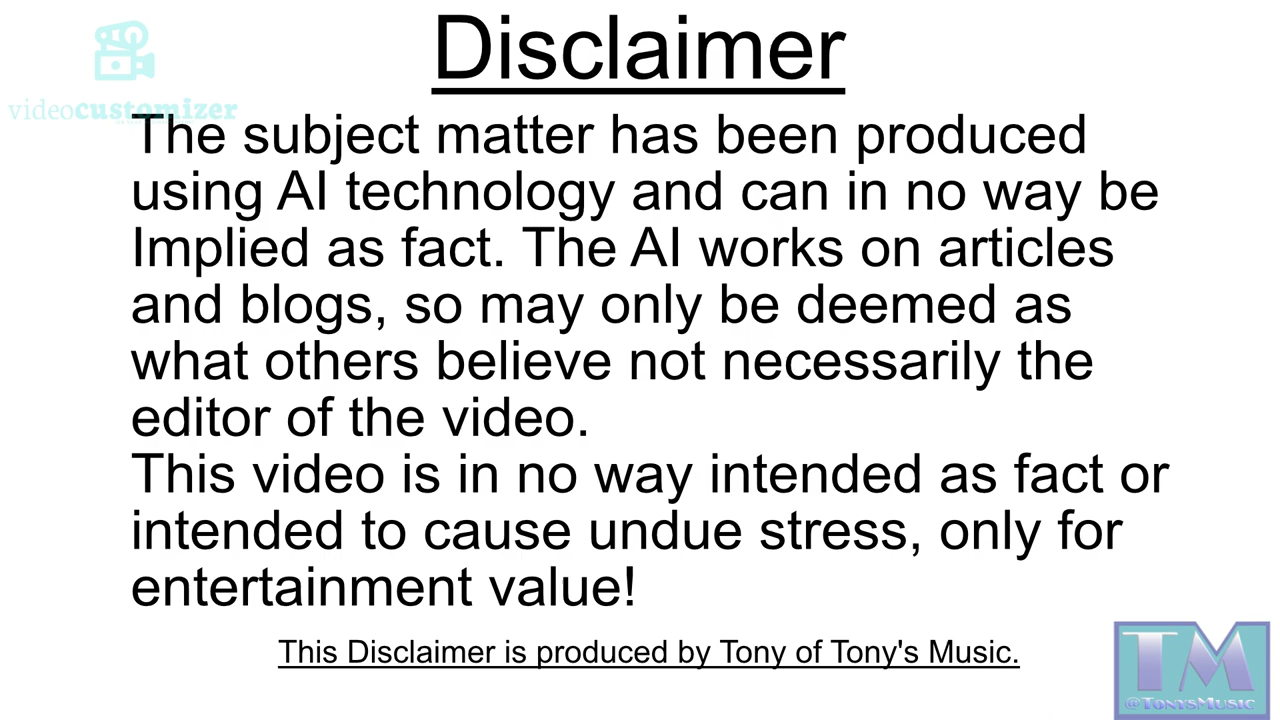 Disclaimer
videocustomizer
The subject matter has been produced
using AI technology and can in no way be
Implied as fact. The AI works on articles
and blogs, so may only be deemed as
what others believe not necessarily the
editor of the video.
This video is in no way intended as fact or
intended to cause undue stress, only for
entertainment value!
This Disclaimer is produced by Tony of Tony's Music.
TM
@TonysMusic